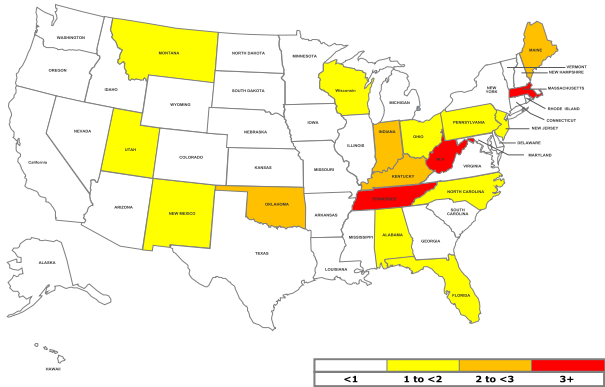 WASHINGTON
OREGON
California
NEVADA
IDAHO
MONTANA
WYOMING
UTAH
ARIZONA
COLORADO
NEW MEXICO
NORTH DAKOTA
SOUTH DAKOTA
NEBRASKA
KANSAS
OKLAHOMA
TEXAS
MINNESOTA
IOWA
MISSOURI
ARKANSAS
LOUISIANA
Wisconsin
ILLINOIS
MICHIGAN
INDIANA
OHIO
KENTUCKY
MISSISSIPPI
ALABAMA
GEORGIA
FLORIDA
SOUTH
CAROLINA
NORTH CAROLINA
VIRGINIA
PENNSYLVANIA
NEW
YORK
MAINE
VERMONT
NEW HAMPSHIRE
MASSACHUSETTS
RHODE ISLAND
CONNECTICUT
NEW JERSEY
DELAWARE
MARYLAND
ALASKA
HAWAII
<1
1 to <2
2 to <3
3+